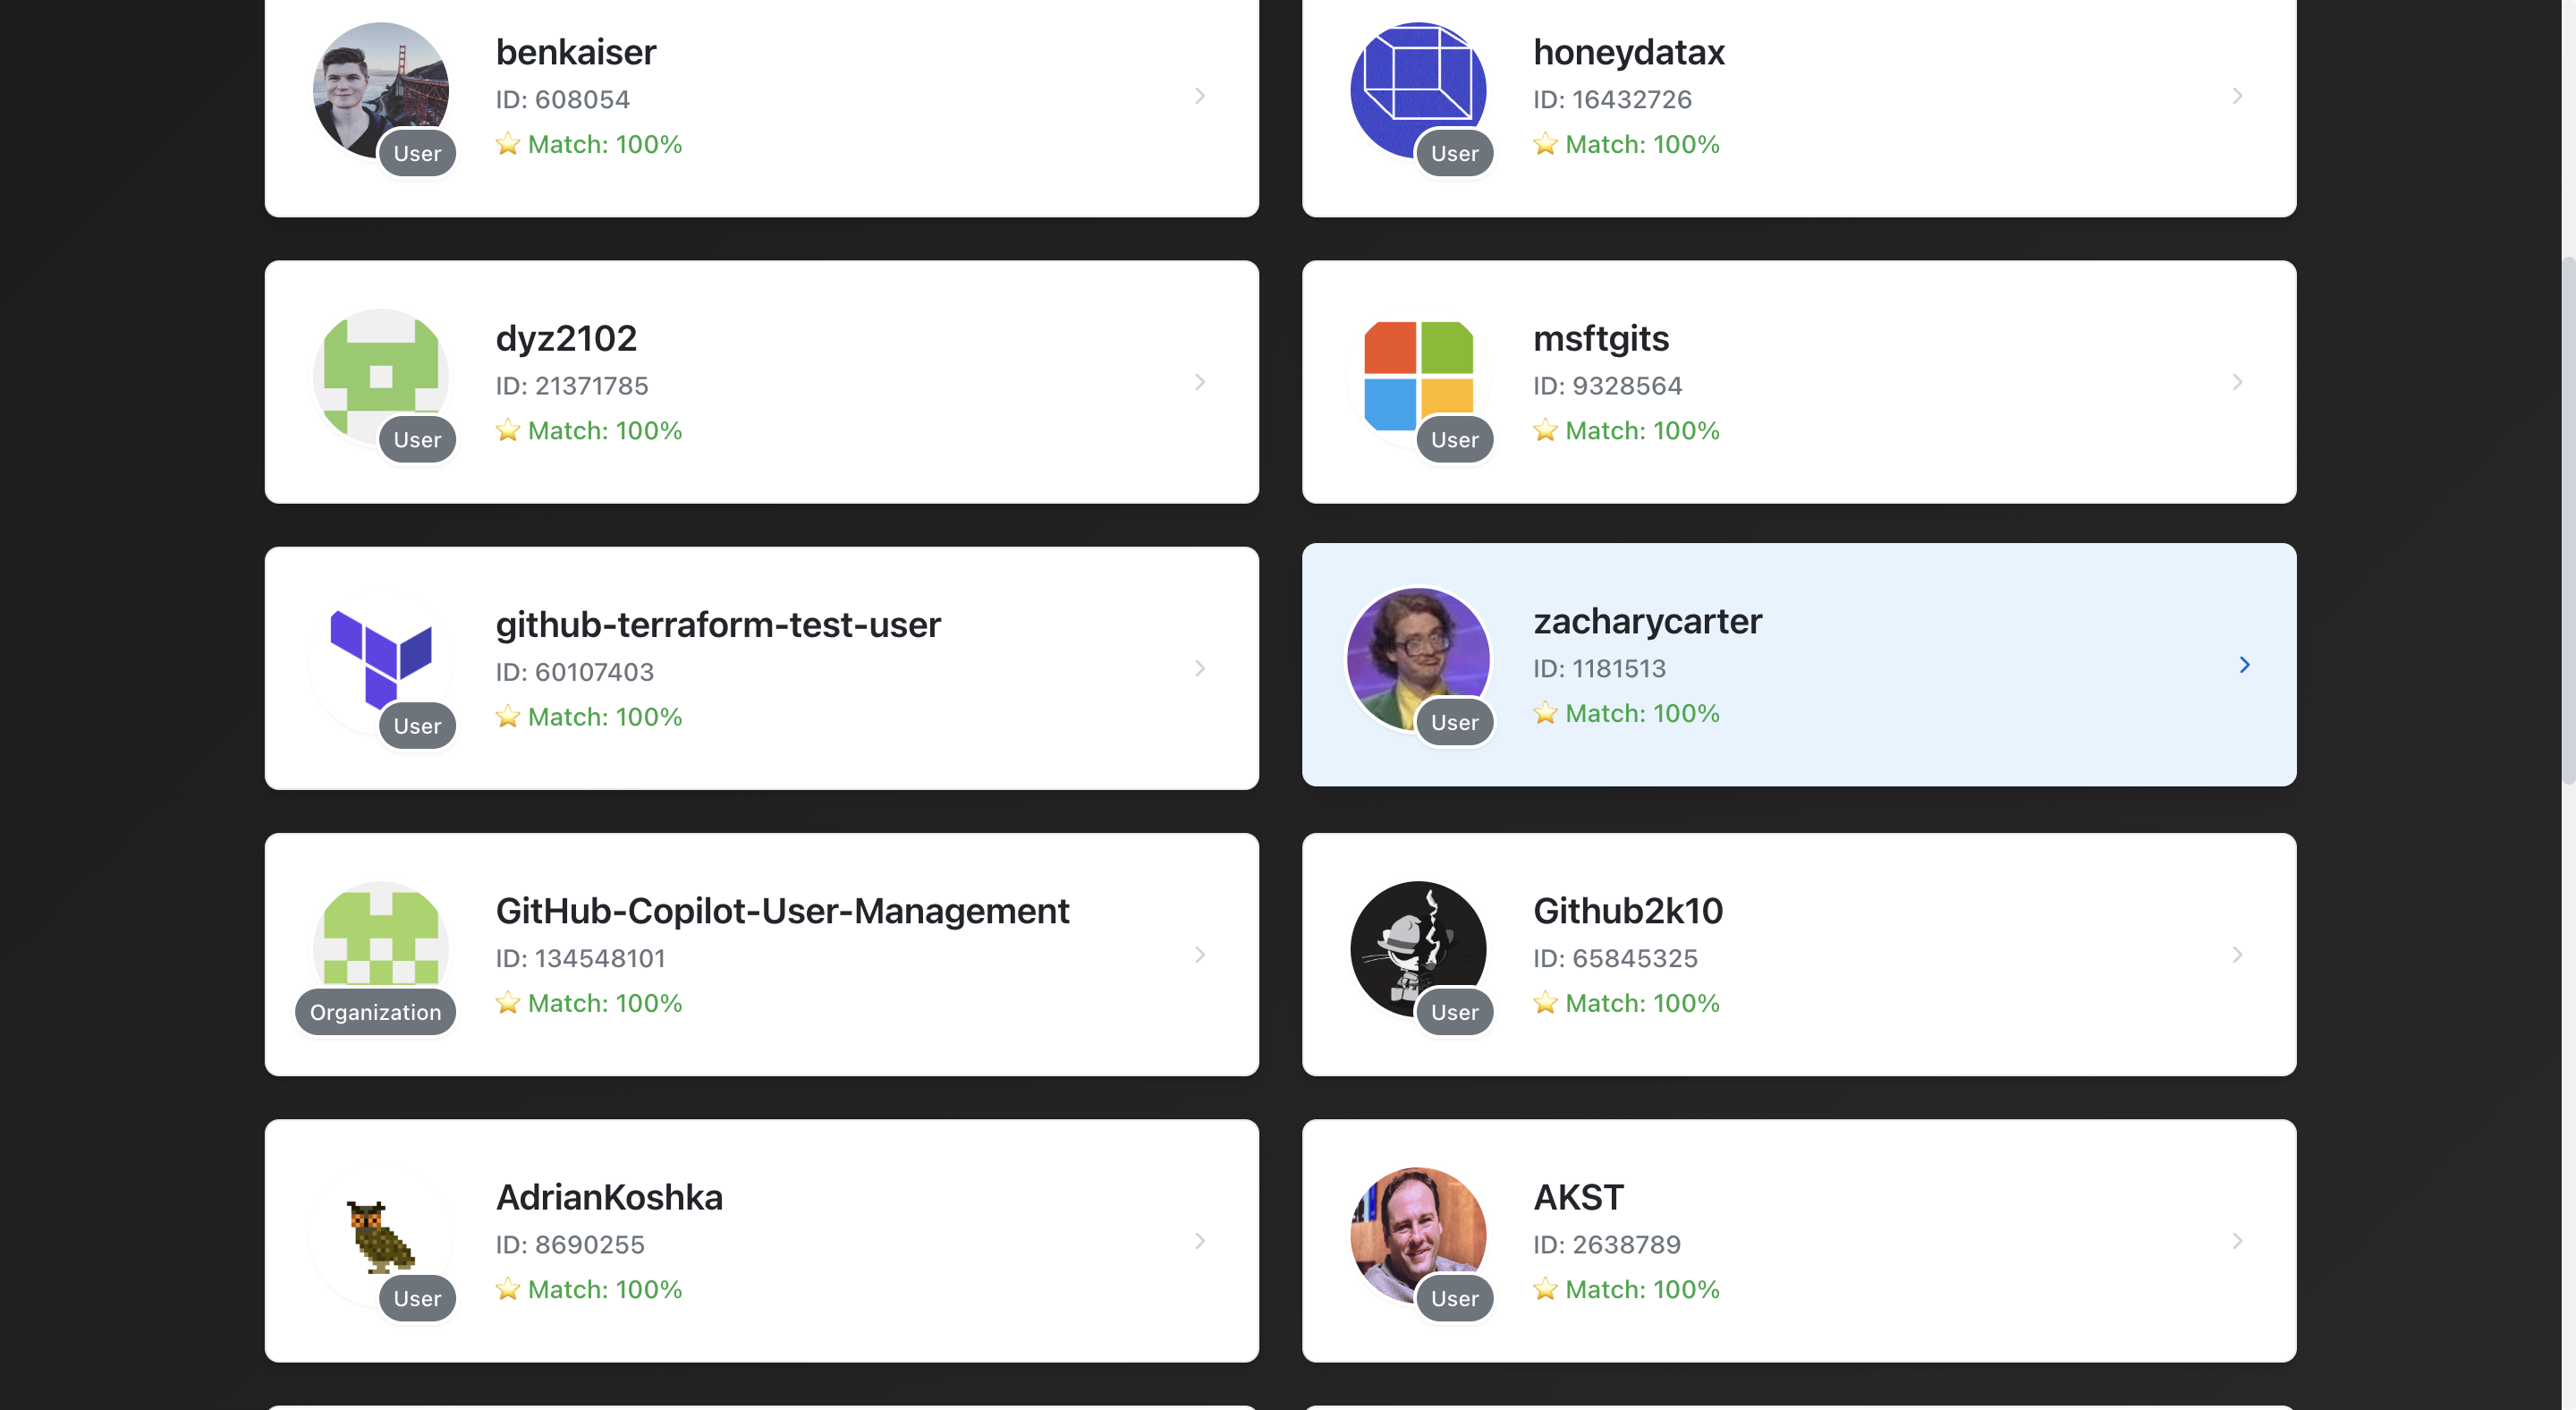 benkaiser
ID: 608054
⭐ Match: 100%
User
honeydatax
ID: 16432726
⭐ Match: 100%
User
dyz2102
ID: 21371785
⭐ Match: 100%
User
msftgits
ID: 9328564
⭐ Match: 100%
User
github-terraform-test-user
ID: 60107403
⭐ Match: 100%
User
zacharycarter
ID: 1181513
⭐ Match: 100%
User
GitHub-Copilot-User-Management
ID: 134548101
⭐ Match: 100%
Organization
Github2k10
ID: 65845325
⭐ Match: 100%
User
AdrianKoshka
ID: 8690255
⭐ Match: 100%
User
AKST
ID: 2638789
⭐ Match: 100%
User